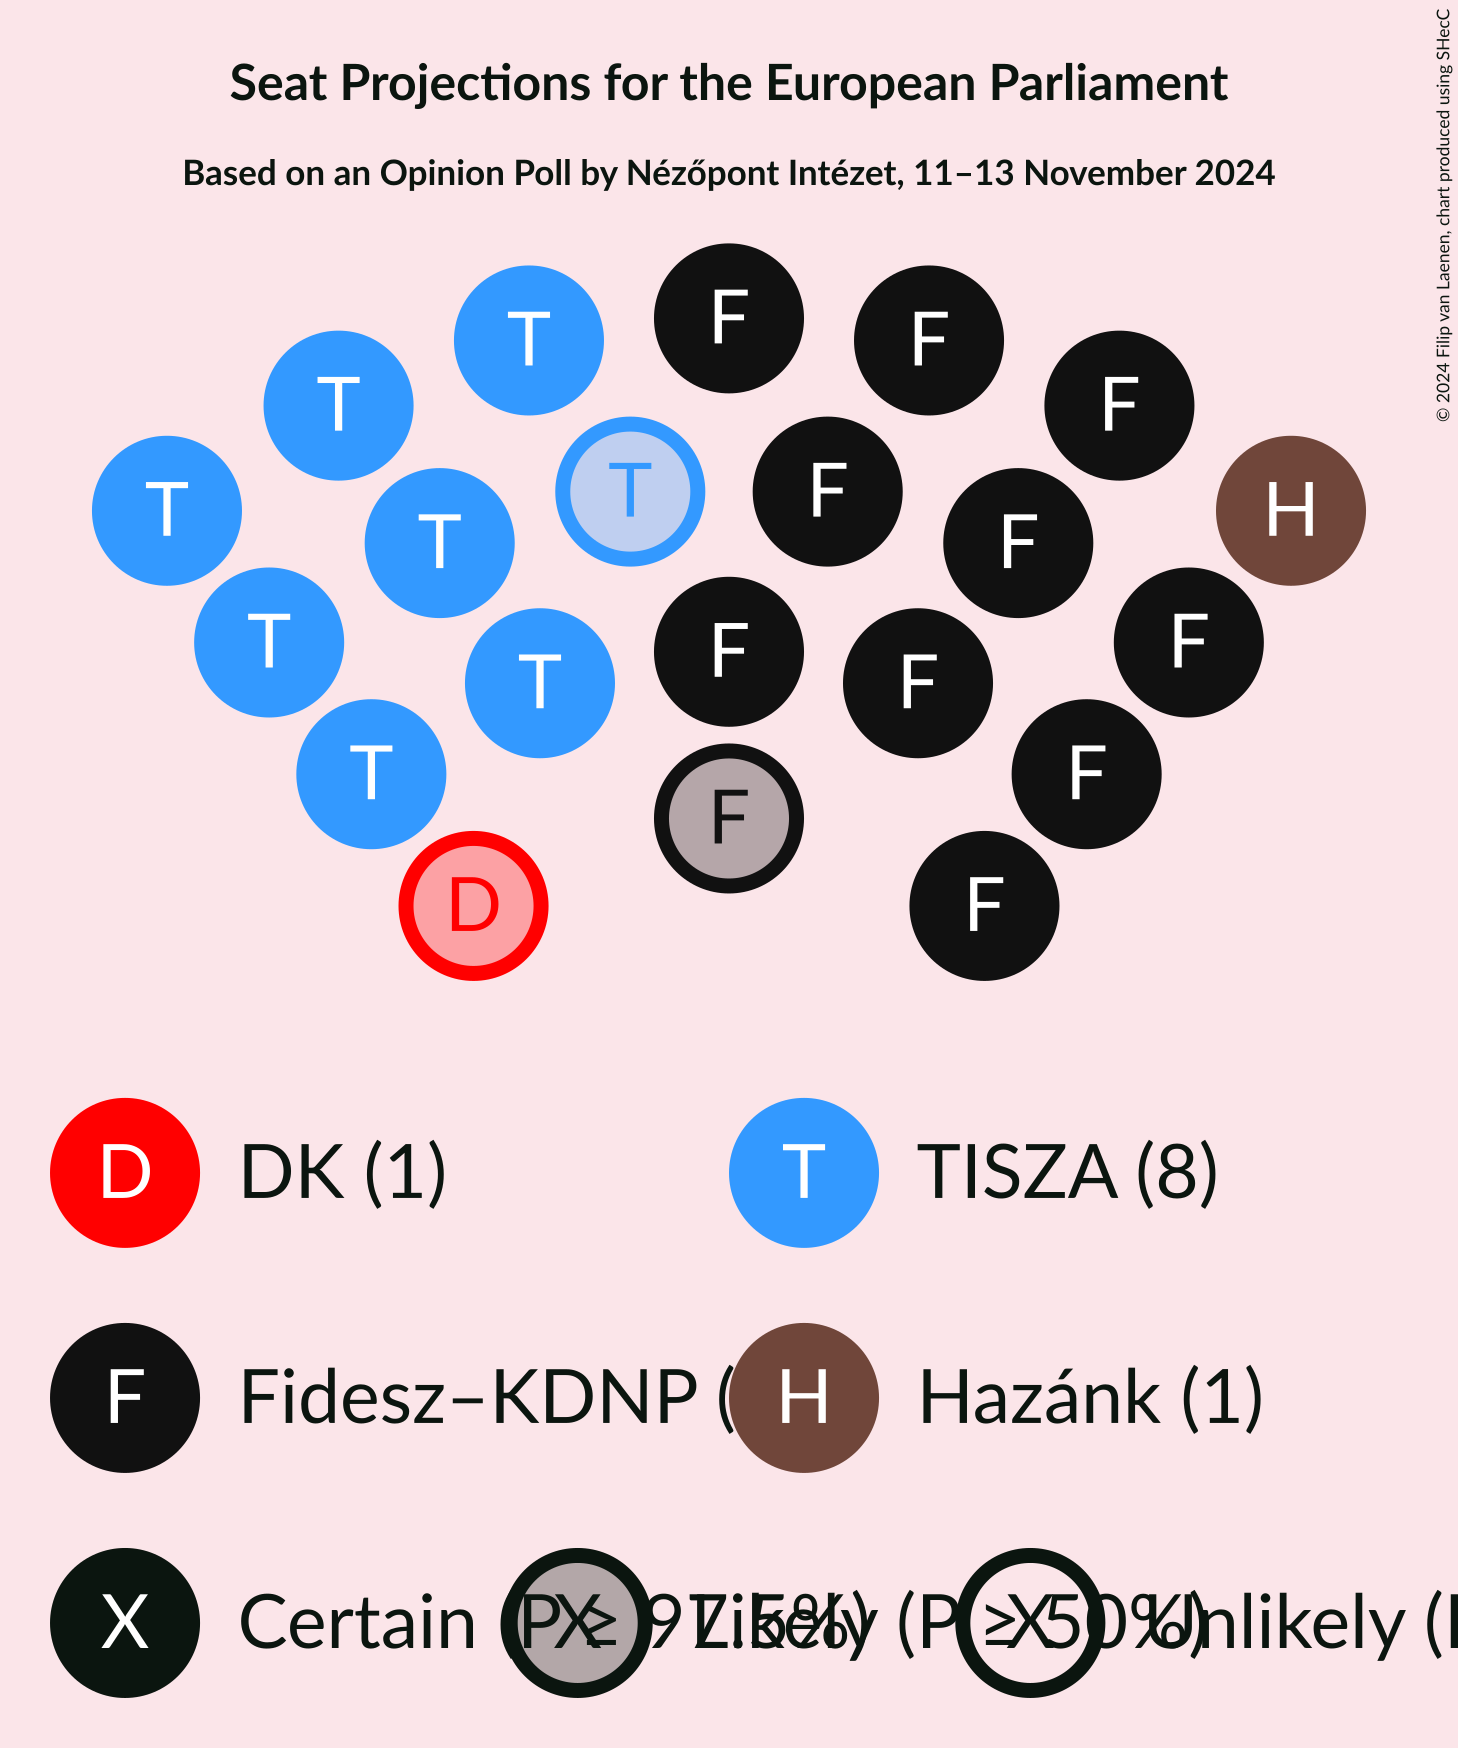 Seat Projections for the European Parliament
Based on an Opinion Poll by Nézőpont Intézet, 11–13 November 2024
© 2024 Filip van Laenen, chart produced using SHecC
F
T F
T F
T F
T H
T F
T F
F
T F
T F
F
D F
D DK (1) T TISZA (8)
F Fidesz–KDNP ( H Hazánk (1)
X Certain (P ≥ 97.5%) X Likely (P ≥ 50%) X Unlikely (